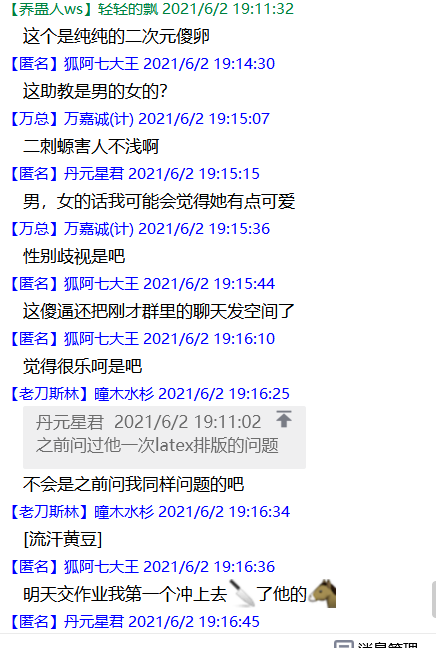 【养蛊人ws】轻轻的飘 2021/6/2 19:11:32
这个是纯纯的二次元傻卵
【匿名】狐阿七大王 2021/6/2 19:14:30
这助教是男的女的？
【万总】万嘉诚(计) 2021/6/2 19:15:07
二刺螈害人不浅啊
【匿名】丹元星君 2021/6/2 19:15:15
男，女的话我可能会觉得她有点可爱
【万总】万嘉诚(计) 2021/6/2 19:15:36
性别歧视是吧
【匿名】狐阿七大王 2021/6/2 19:15:44
这傻逼还把刚才群里的聊天发空间了
【匿名】狐阿七大王 2021/6/2 19:16:10
觉得很乐呵是吧
【老刀斯林】曈木水杉 2021/6/2 19:16:25
丹元星君 2021/6/2 19:11:02
之前问过他一次latex排版的问题
不会是之前问我同样问题的吧
【老刀斯林】曈木水杉 2021/6/2 19:16:34
[流汗黄豆]
【匿名】狐阿七大王 2021/6/2 19:16:36
明天交作业我第一个冲上去🔪了他的🐴
【匿名】丹元星君 2021/6/2 19:16:45
消息管理